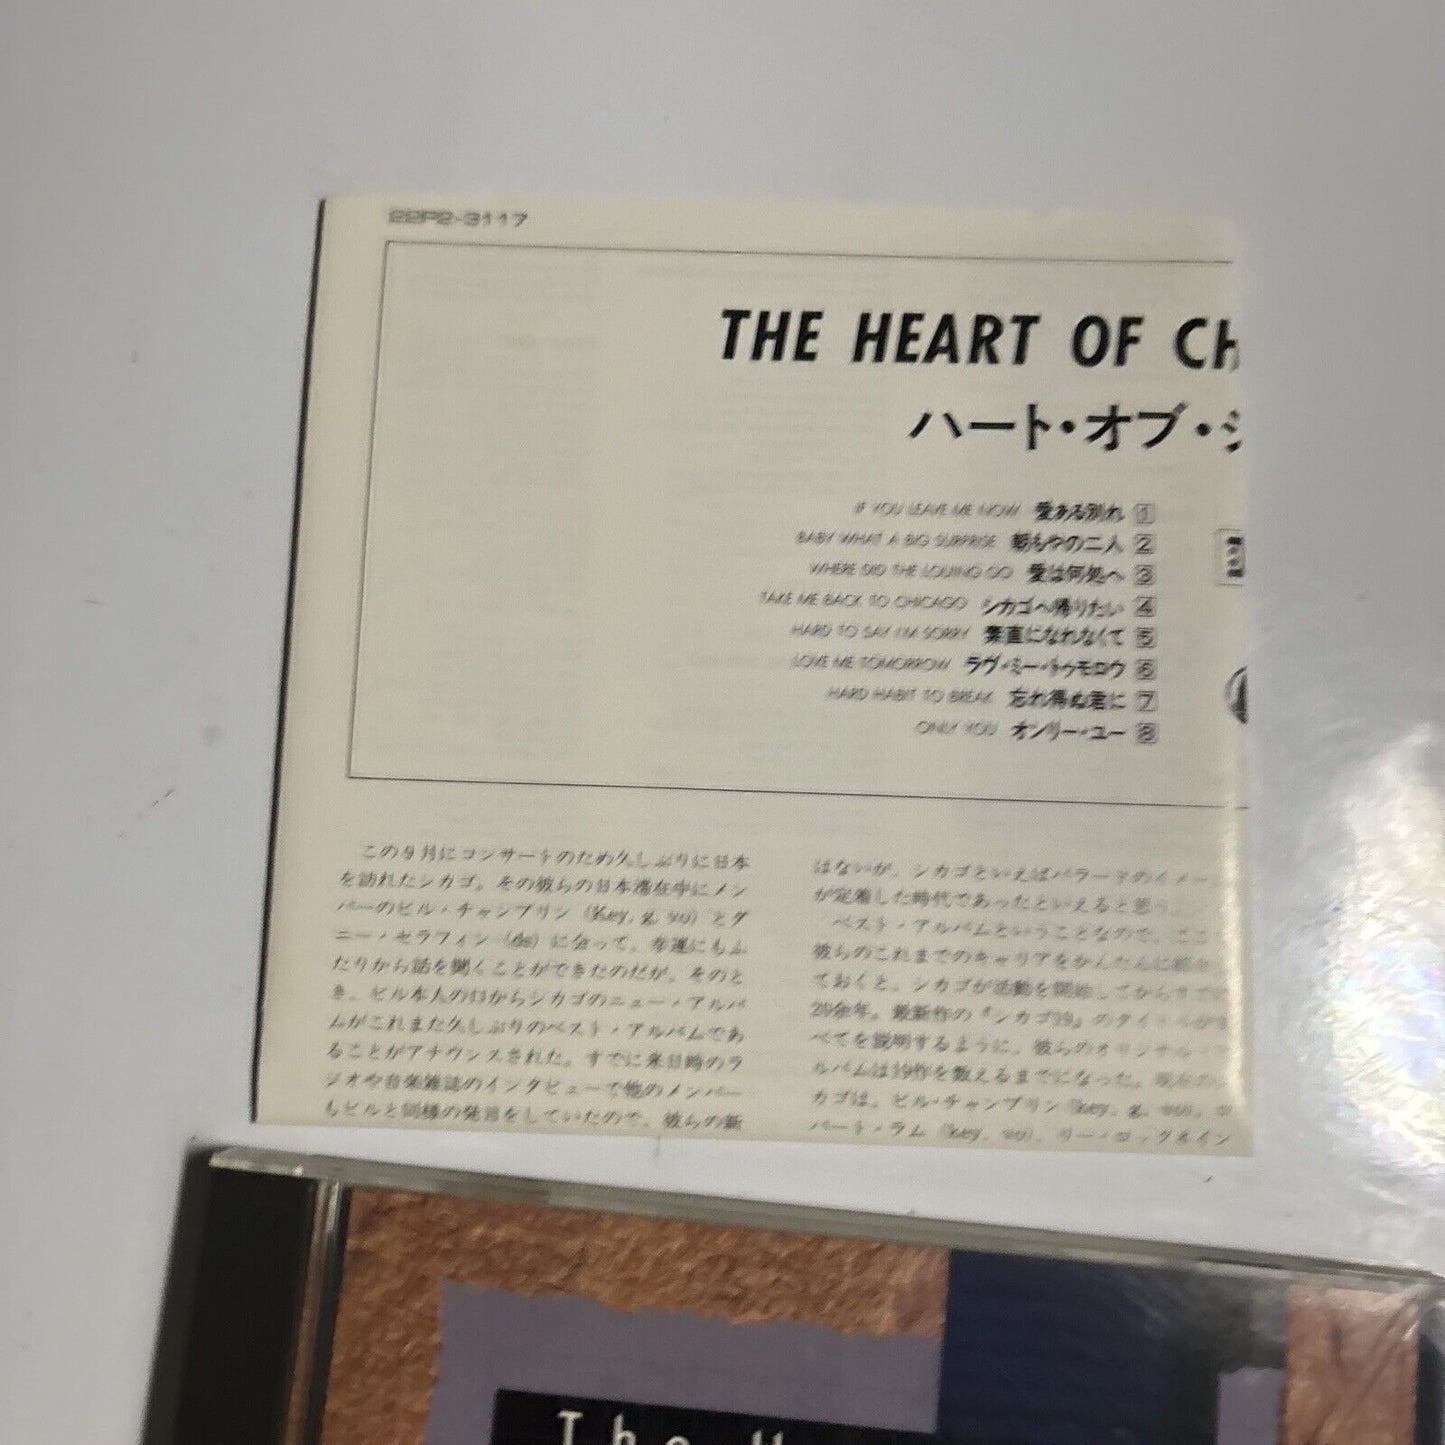 22P2-3117
THE HEART OF CH
ハート・オブ・シ
IF YOU LEAVE ME NOW 愛ある別れ 1
BABY WHAT A BIG SURPRISE 朝もやの二人 2
WHERE DID THE LOUING GO 愛は何処へ 3
TAKE ME BACK TO CHICAGO シカゴへ帰りたい 4
HARD TO SAY I'M SORRY 素直になれなくて 5
LOVE ME TOMORROW ラヴ・ミー・トゥモロウ 6
HARD HABIT TO BREAK 忘れ得ぬ君に 7
ONLY YOU オンリー・ユー 8
この9月にコンサートのため久しぶりに日本
を訪れたシカゴ。その彼らの日本滞在中にメン
バーのビル・チャンプリン (Key, g, vo) とダ
ニー・セラフィン (ds) に会って、幸運にもふ
たりから話を聞くことができたのだが、そのと
き、ビル本人の口からシカゴのニュー・アルバ
ムがこれまた久しぶりのベスト・アルバムであ
ることがアナウンスされた。すでに来日時のラ
ジオや音楽雑誌のインタビューで他のメンバー
もビルと同様の発言をしていたので、彼らの新
はないが、シカゴといえばバラードのイメージ
が定着した時代であったといえると思う
ベスト・アルバムということなので、ここ
彼らのこれまでのキャリアをかんたんに紹介
ておくと、シカゴが活動を開始してからすでに
20余年。最新作の『シカゴ19』のタイトルがす
べてを説明するように、彼らのオリジナル・ア
ルバムは19作を数えるまでになった。現在のシ
カゴは、ビル・チャンプリン (key, g, vo)、ロ
バート・ラム (key, vo)、リー・ロックネイン
The H